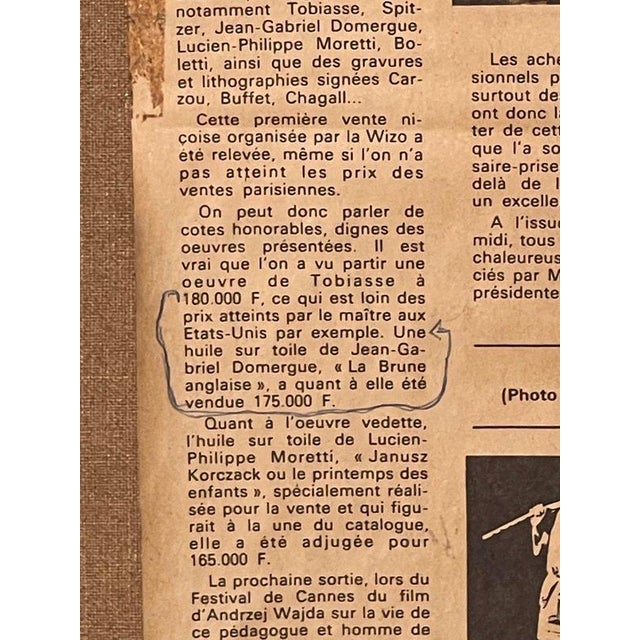 notamment Tobiasse, Spit-
zer, Jean-Gabriel Domergue,
Lucien-Philippe Moretti, Bo-
letti, ainsi que des gravures
et lithographies signées Car-
zou, Buffet, Chagall...
Cette première vente ni-
çoise organisée par la Wizo a
été relevée, même si l'on n'a
pas atteint les prix des
ventes parisiennes.
On peut donc parler de
cotes honorables, dignes des
oeuvres présentées. Il est
vrai que l'on a vu partir une
oeuvre de Tobiasse à
180.000 F, ce qui est loin des
prix atteints par le maître aux
Etats-Unis par exemple. Une
huile sur toile de Jean-Ga-
briel Domergue, « La Brune
anglaise », a quant à elle été
vendue 175.000 F.
Quant à l'oeuvre vedette,
l'huile sur toile de Lucien-
Philippe Moretti, « Janusz
Korczack ou le printemps des
enfants », spécialement réali-
sée pour la vente et qui figu-
rait à la une du catalogue,
elle a été adjugée pour
165.000 F.
La prochaine sortie, lors du
Festival de Cannes du film
d'Andrzej Wajda sur la vie de
ce pédagogue et homme de
Les ache
sionnels p
surtout de
ont donc l
ter de cet
que l'a so
saire-prise
delà de l
un excelle
A l'issue
midi, tous
chaleureus
ciés par M
présidente
(Photo